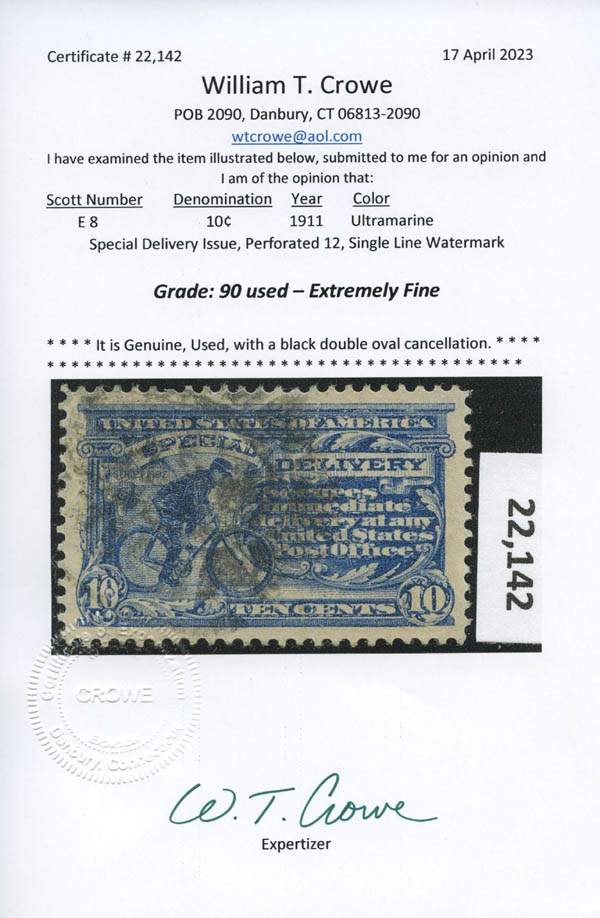 Certificate # 22,142 17 April 2023
William T. Crowe
POB 2090, Danbury, CT 06813-2090
wtcrowe@aol.com
I have examined the item illustrated below, submitted to me for an opinion and
I am of the opinion that:
Scott Number Denomination Year Color
E 8 10¢ 1911 Ultramarine
Special Delivery Issue, Perforated 12, Single Line Watermark
Grade: 90 used – Extremely Fine
* * * * It is Genuine, Used, with a black double oval cancellation. * * * *
* * * * * * * * * * * * * * * * * * * * * * * * * * * * * * * * * * * * * * *
UNITED STATES OF AMERICA
SPECIAL DELIVERY
Secures
immediate
delivery at any
United States
Post Office.
10 TEN CENTS 10
22,142
CROWE
Danbury, Connecticut
W. T. Crowe
Expertizer